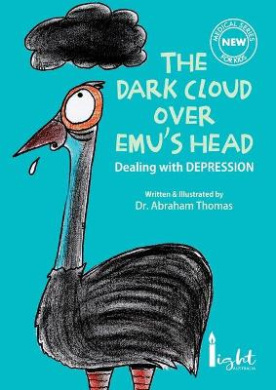 MEDICAL SERIES
NEW
FOR KIDS
THE
DARK CLOUD
OVER
EMU'S HEAD
Dealing with DEPRESSION
Written & Illustrated by
Dr. Abraham Thomas
light
AUSTRALIA